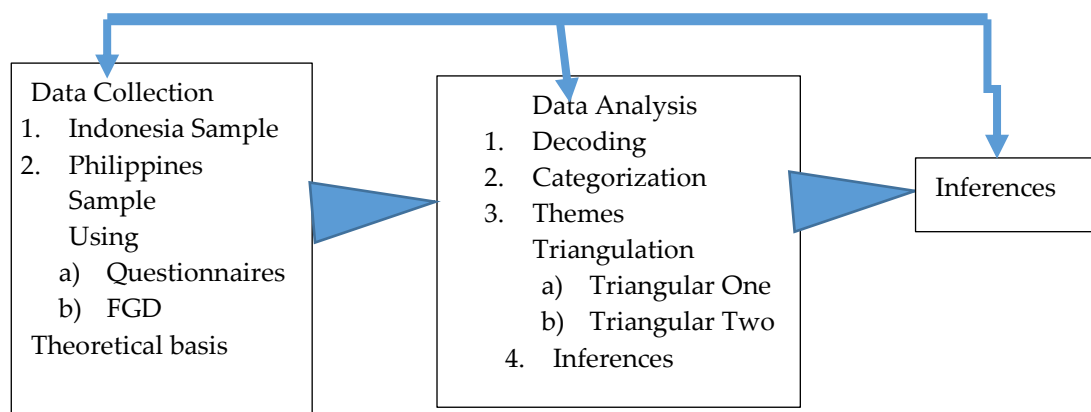 Data Collection
1. Indonesia Sample
2. Philippines
Sample
Using
a) Questionnaires
b) FGD
Theoretical basis
Data Analysis
1. Decoding
2. Categorization
3. Themes
Triangulation
a) Triangular One
b) Triangular Two
4. Inferences
Inferences